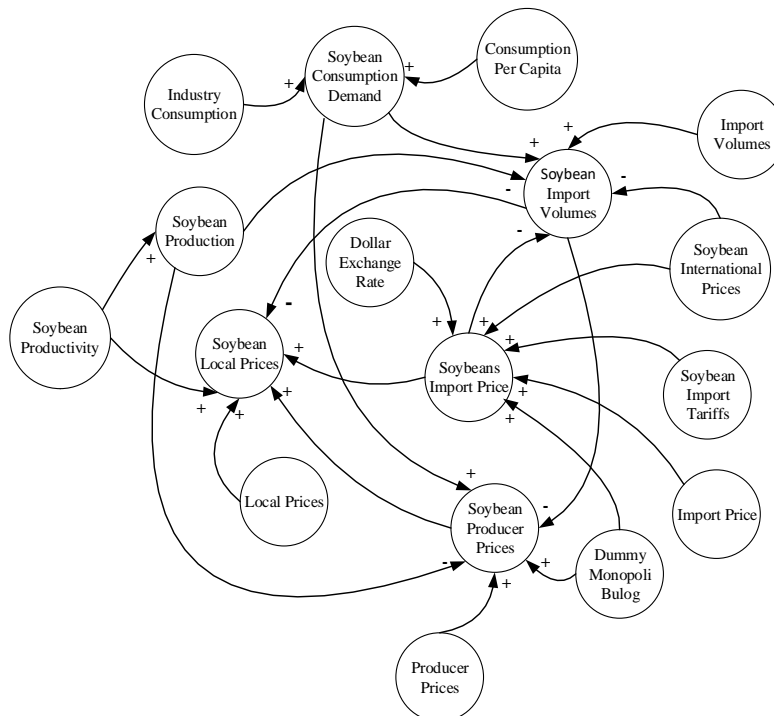 Soybean
Consumption
Demand
Consumption
Per Capita
Industry
Consumption
Import
Volumes
Soybean
Import
Volumes
Soybean
Production
Dollar
Exchange
Rate
Soybean
International
Prices
Soybean
Productivity
Soybean
Local Prices
Soybeans
Import Price
Soybean
Import
Tariffs
Local Prices
Soybean
Producer
Prices
Import Price
Dummy
Monopoli
Bulog
Producer
Prices
+
+
+
+
-
-
-
+
-
+
+
+
+
+
+
+
+
+
+
-
-
+
+